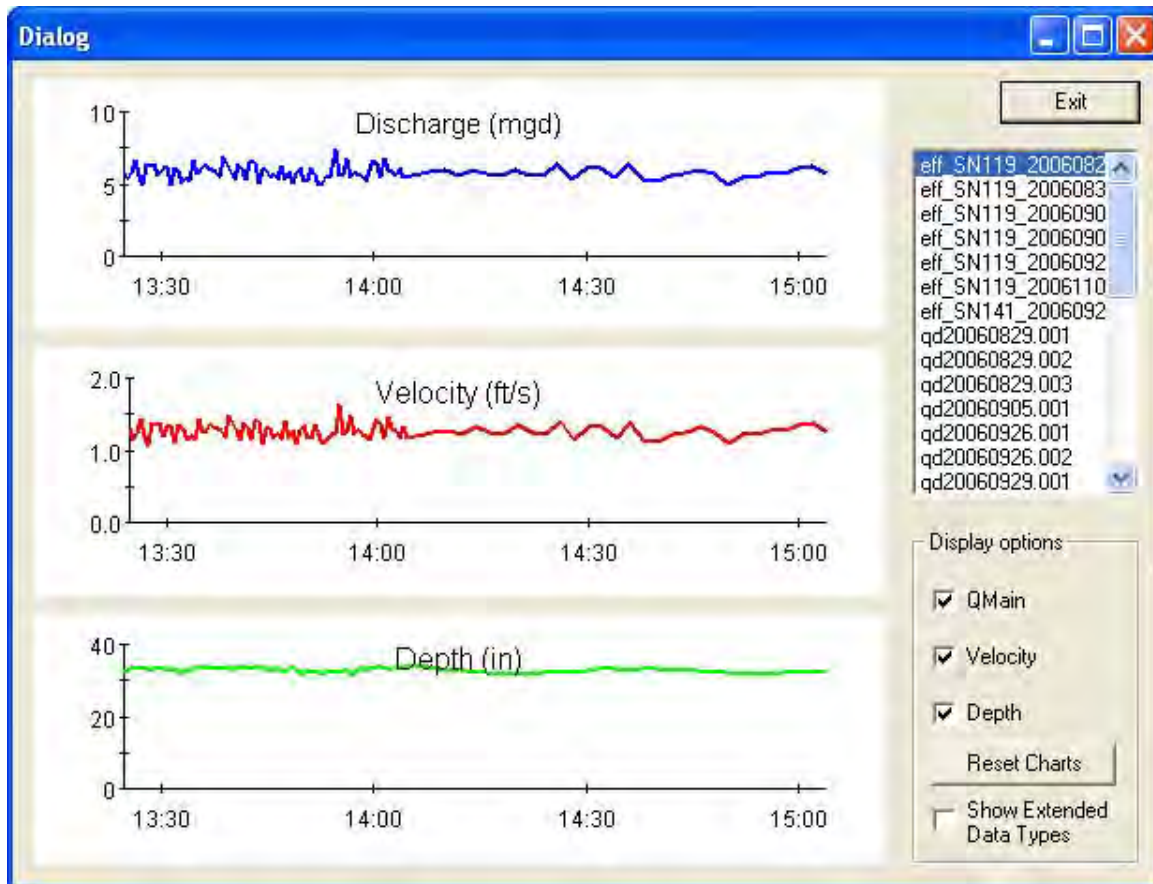 Dialog
Discharge (mgd)
10
5
0
13:30 14:00 14:30 15:00
Velocity (ft/s)
2.0
1.0
0.0
13:30 14:00 14:30 15:00
Depth (in)
40
20
0
13:30 14:00 14:30 15:00
Exit
eff_SN119_2006082
eff_SN119_2006083
eff_SN119_2006090
eff_SN119_2006090
eff_SN119_2006092
eff_SN119_2006110
eff_SN141_2006092
qd20060829.001
qd20060829.002
qd20060829.003
qd20060905.001
qd20060926.001
qd20060926.002
qd20060929.001
Display options
QMain
Velocity
Depth
Reset Charts
Show Extended
Data Types